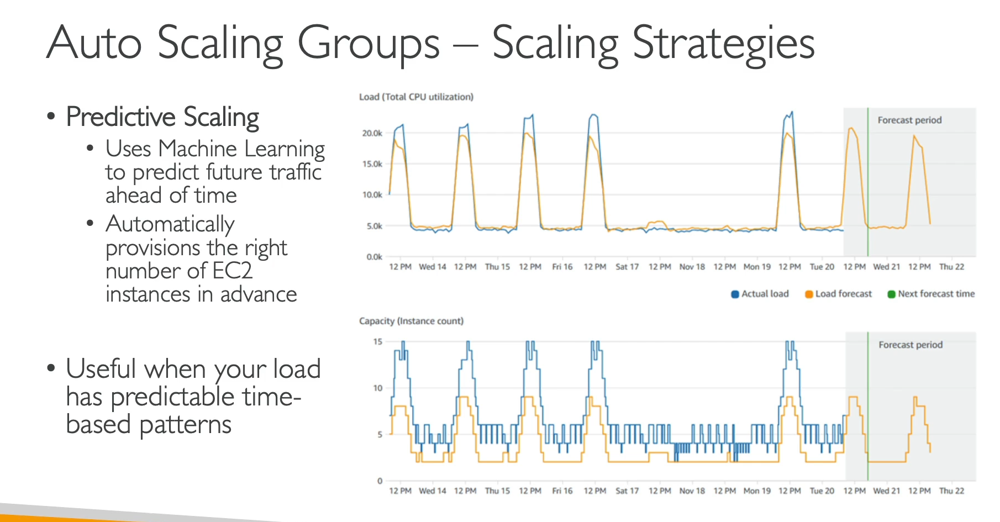 Auto Scaling Groups – Scaling Strategies
• Predictive Scaling
• Uses Machine Learning
to predict future traffic
ahead of time
• Automatically
provisions the right
number of EC2
instances in advance
• Useful when your load
has predictable time-
based patterns
Load (Total CPU utilization)
Forecast period
20.0k
15.0k
10.0k
5.0k
0.0k
12 PM Wed 14 12 PM Thu 15 12 PM Fri 16 12 PM Sat 17 12 PM Nov 18 12 PM Mon 19 12 PM Tue 20 12 PM Wed 21 12 PM Thu 22
Actual load Load forecast Next forecast time
Capacity (Instance count)
Forecast period
15
10
5
0
12 PM Wed 14 12 PM Thu 15 12 PM Fri 16 12 PM Sat 17 12 PM Nov 18 12 PM Mon 19 12 PM Tue 20 12 PM Wed 21 12 PM Thu 22